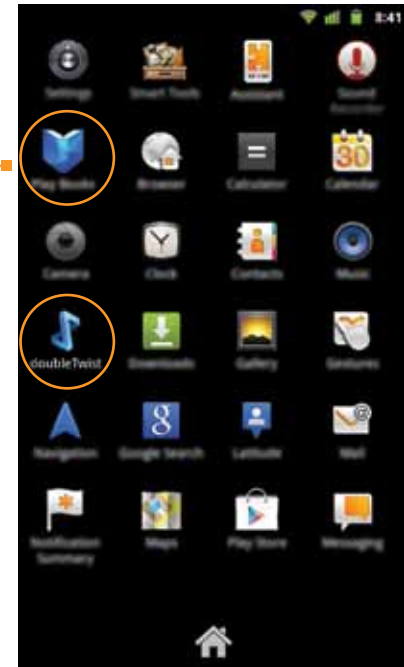 8:41
Settings Smart Tools Assistant Sound
Recorder
Play Books Browser Calculator Calendar
30
Camera Clock Contacts Music
doubleTwist Downloads Gallery Gestures
g
Navigation Google Search Latitude Mail
Notification Maps Play Store Messaging
Summary